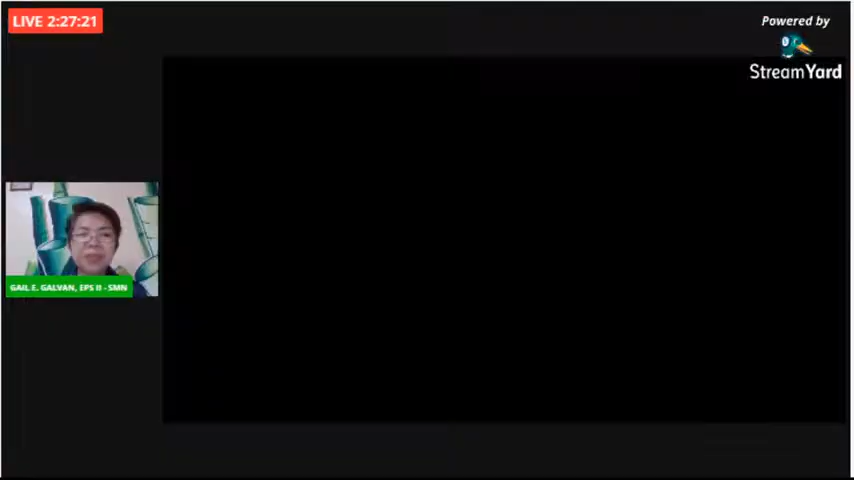 LIVE 2:27:21
Powered by
StreamYard
GAIL E. GALVAN, EPS II - SMN